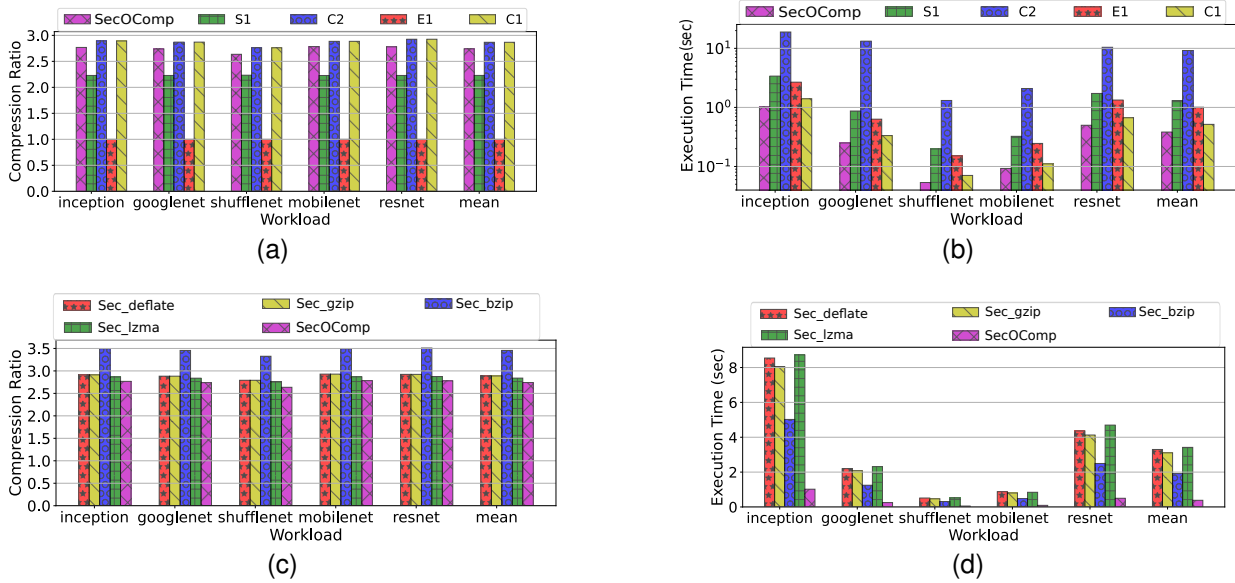 SecOComp S1 C2 E1 C1
Compression Ratio
3.0
2.5
2.0
1.5
1.0
0.5
0.0
inception googlenet shufflenet mobilenet resnet mean
Workload
(a)
SecOComp S1 C2 E1 C1
Execution Time (sec)
10^1
10^0
10^−1
inception googlenet shufflenet mobilenet resnet mean
Workload
(b)
Sec_deflate Sec_gzip Sec_bzip
Sec_lzma SecOComp
Compression Ratio
3.5
3.0
2.5
2.0
1.5
1.0
0.5
0.0
inception googlenet shufflenet mobilenet resnet mean
Workload
(c)
Sec_deflate Sec_gzip Sec_bzip
Sec_lzma SecOComp
Execution Time (sec)
8
6
4
2
0
inception googlenet shufflenet mobilenet resnet mean
Workload
(d)